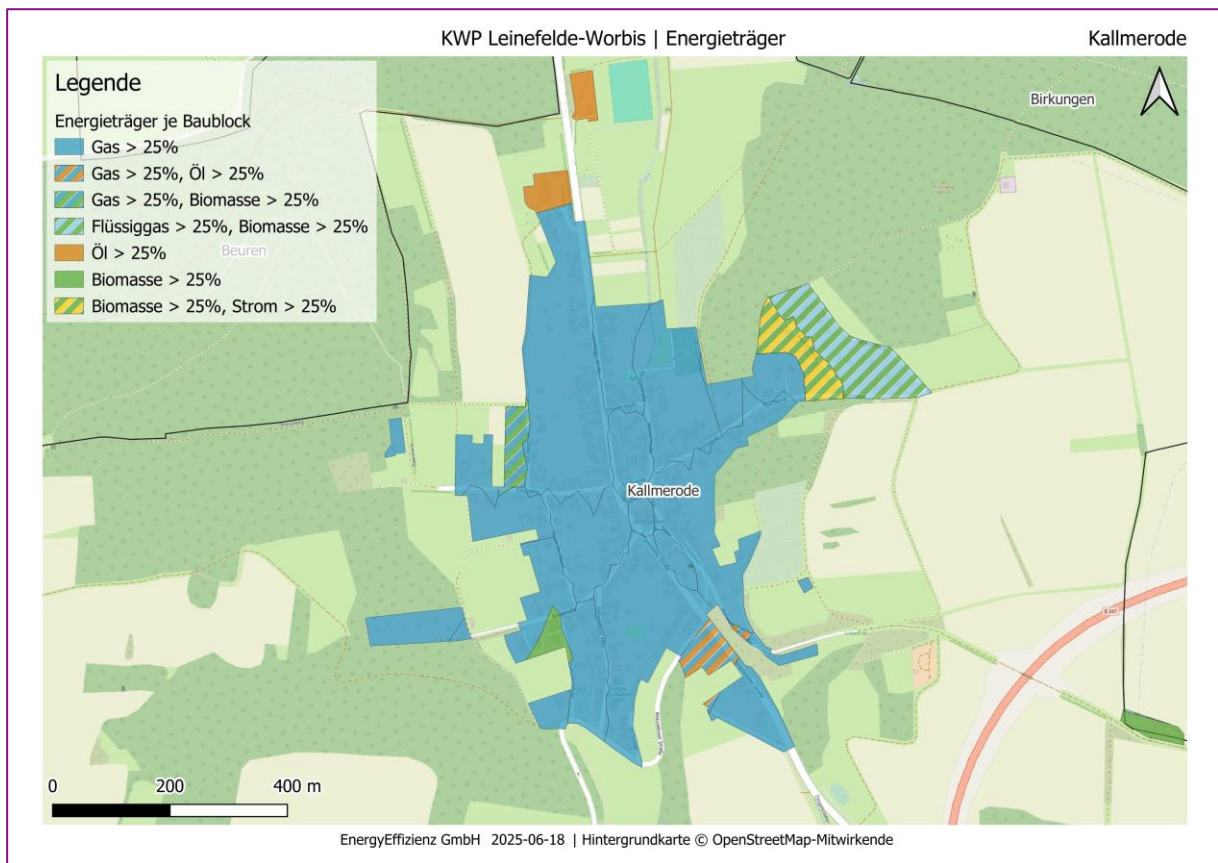 KWP Leinefelde-Worbis | Energieträger
Kallmerode
Legende
Energieträger je Baublock
Gas > 25%
Gas > 25%, Öl > 25%
Gas > 25%, Biomasse > 25%
Flüssiggas > 25%, Biomasse > 25%
Öl > 25%
Biomasse > 25%
Biomasse > 25%, Strom > 25%
Beuren
Birkungen
Kallmerode
B 247
0 200 400 m
EnergyEffizienz GmbH 2025-06-18 | Hintergrundkarte © OpenStreetMap-Mitwirkende